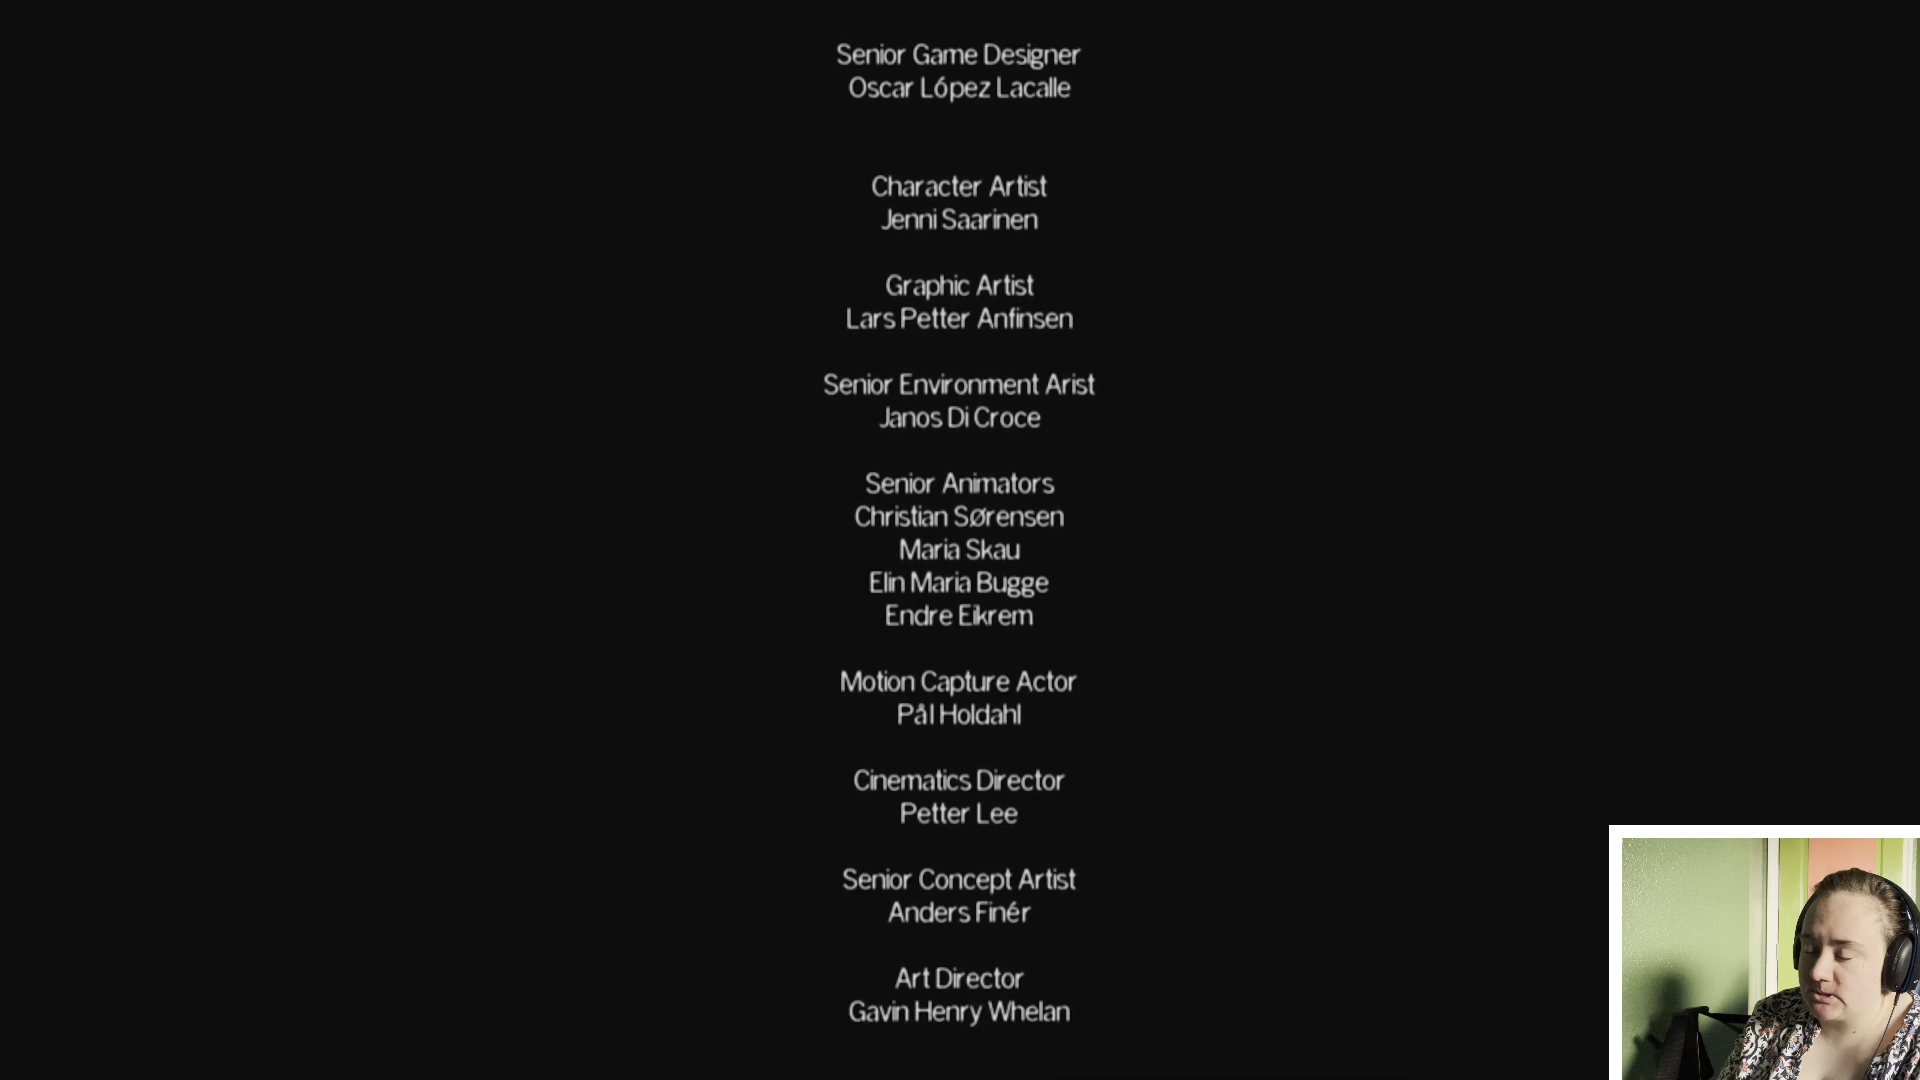 Senior Game Designer
Oscar López Lacalle
Character Artist
Jenni Saarinen
Graphic Artist
Lars Petter Anfinsen
Senior Environment Arist
Janos Di Croce
Senior Animators
Christian Sørensen
Maria Skau
Elin Maria Bugge
Endre Eikrem
Motion Capture Actor
Pål Holdahl
Cinematics Director
Petter Lee
Senior Concept Artist
Anders Finér
Art Director
Gavin Henry Whelan